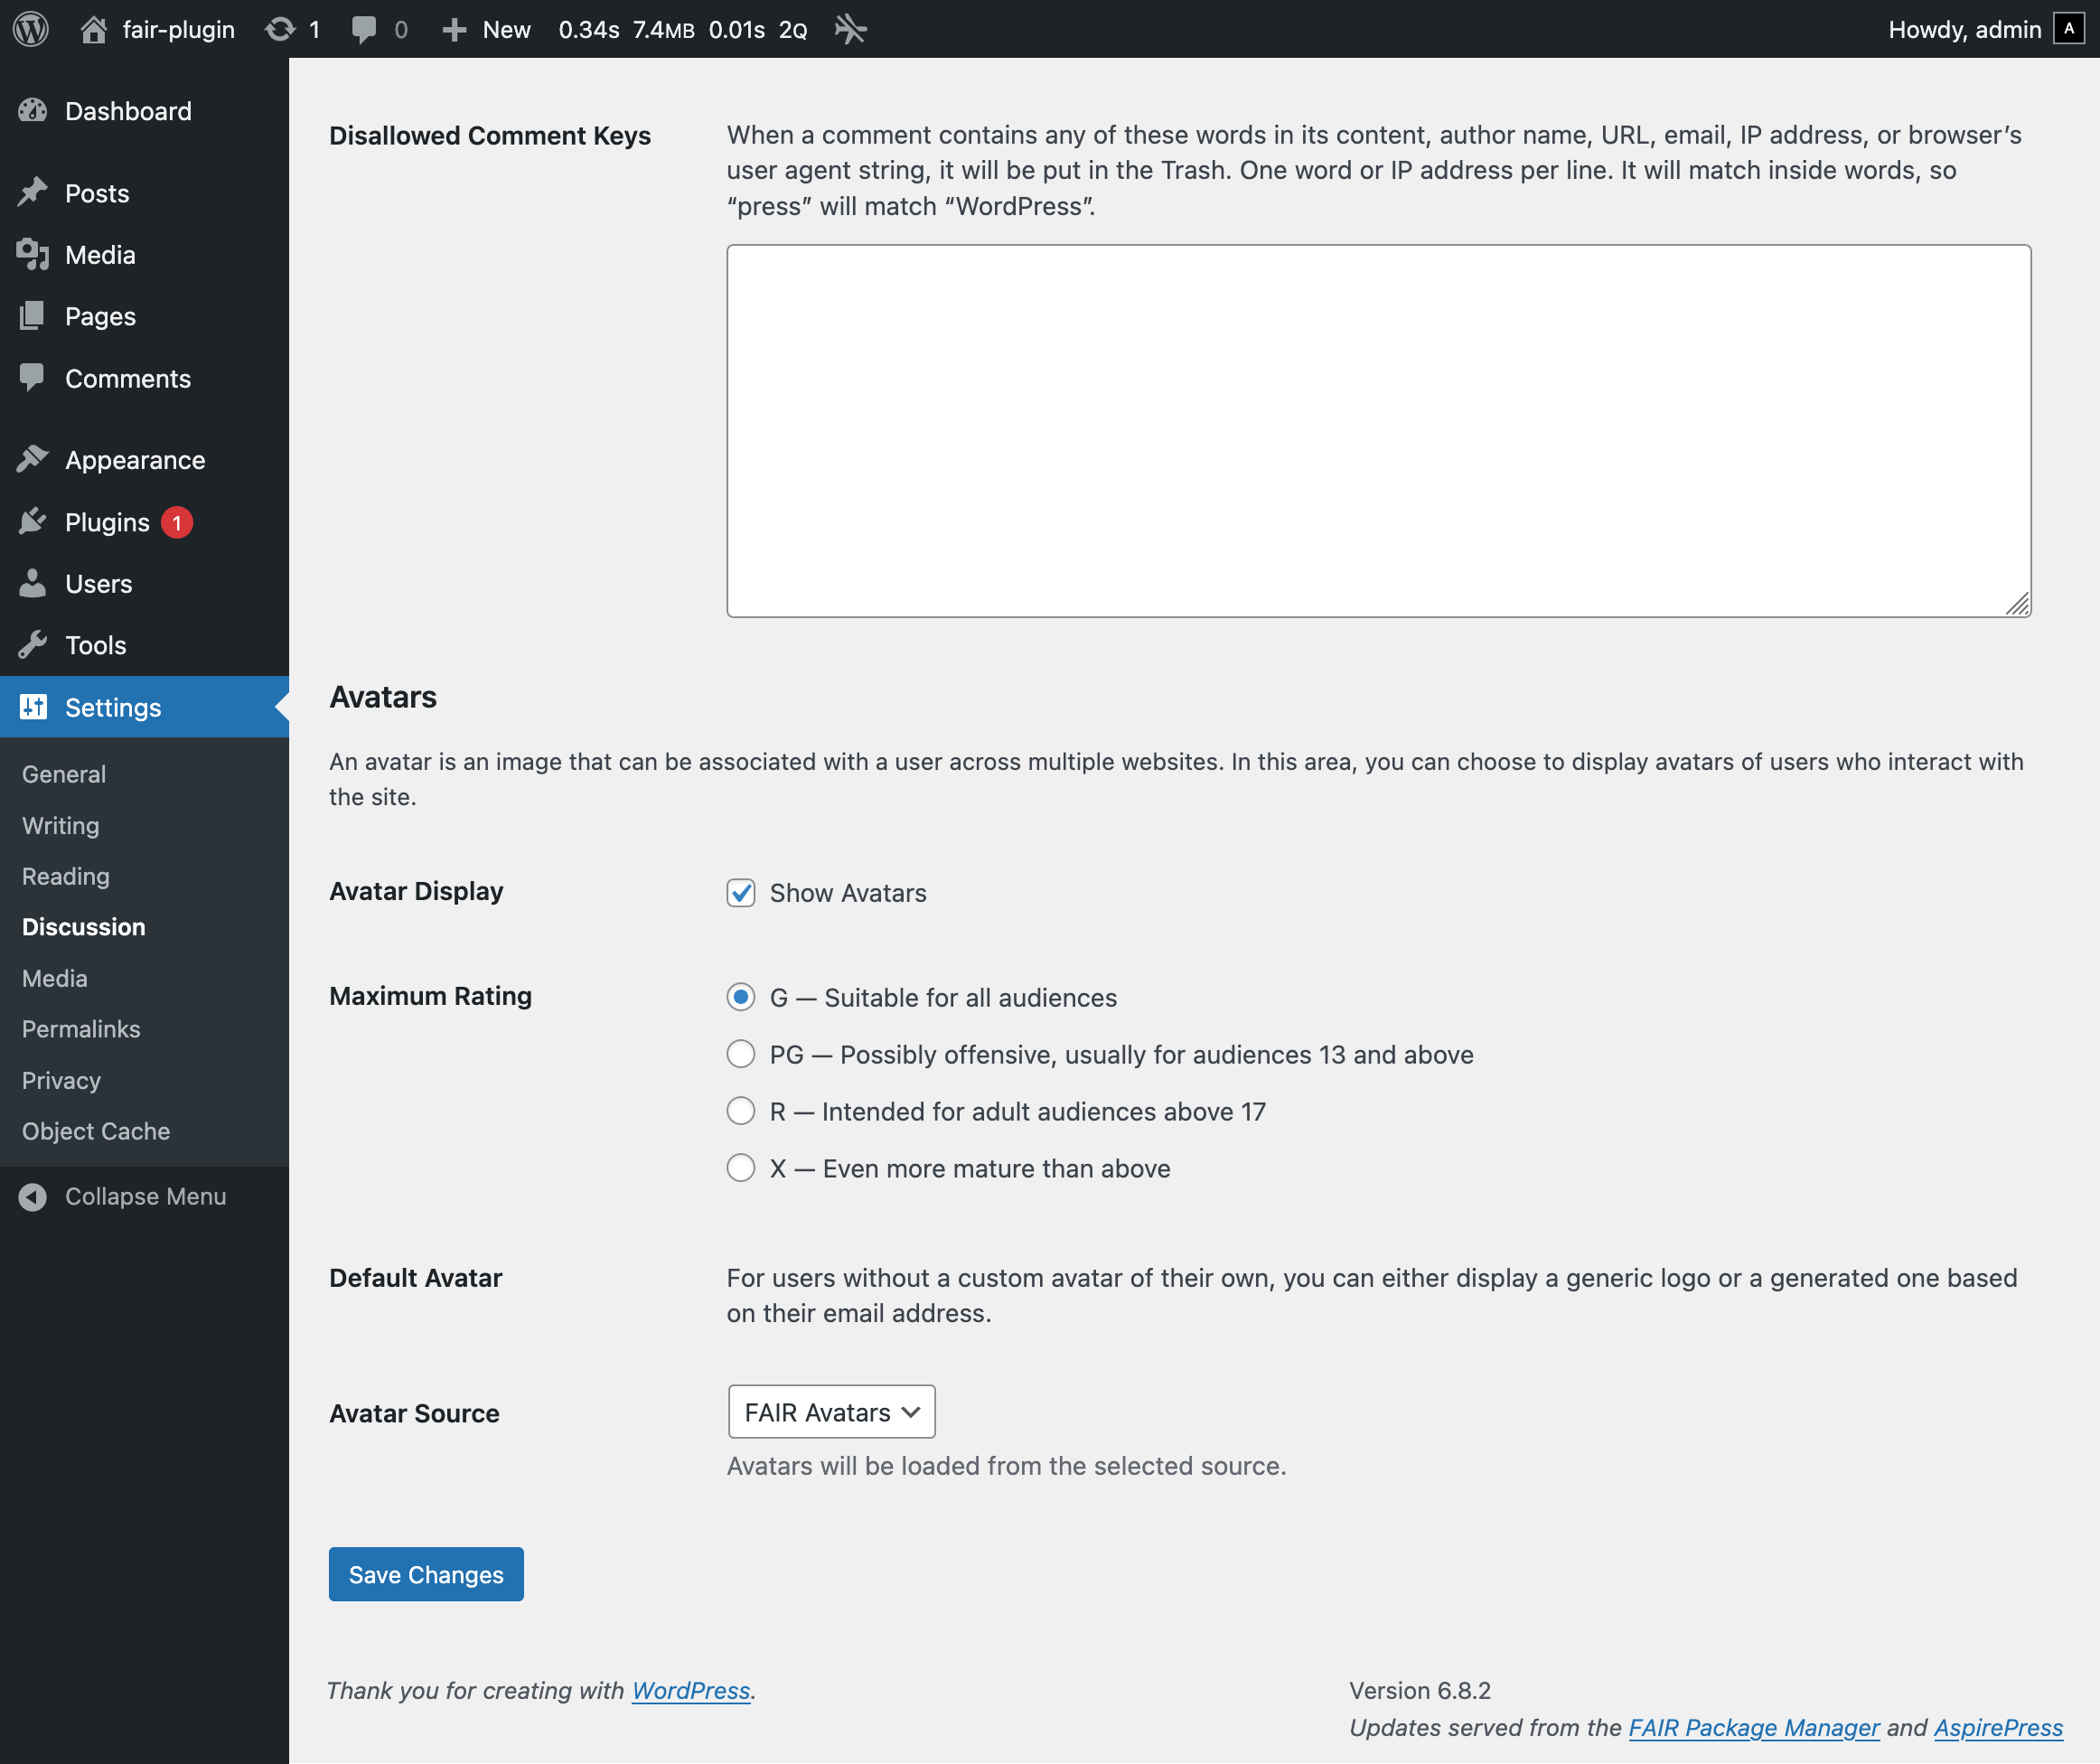 fair-plugin 1 0 New 0.34s 7.4MB 0.01s 2Q Howdy, admin A
Dashboard
Posts
Media
Pages
Comments
Appearance
Plugins 1
Users
Tools
Settings
General
Writing
Reading
Discussion
Media
Permalinks
Privacy
Object Cache
Collapse Menu
Disallowed Comment Keys
When a comment contains any of these words in its content, author name, URL, email, IP address, or browser’s
user agent string, it will be put in the Trash. One word or IP address per line. It will match inside words, so
“press” will match “WordPress”.
Avatars
An avatar is an image that can be associated with a user across multiple websites. In this area, you can choose to display avatars of users who interact with
the site.
Avatar Display
Show Avatars
Maximum Rating
G — Suitable for all audiences
PG — Possibly offensive, usually for audiences 13 and above
R — Intended for adult audiences above 17
X — Even more mature than above
Default Avatar
For users without a custom avatar of their own, you can either display a generic logo or a generated one based
on their email address.
Avatar Source
FAIR Avatars
Avatars will be loaded from the selected source.
Save Changes
Thank you for creating with WordPress.
Version 6.8.2
Updates served from the FAIR Package Manager and AspirePress